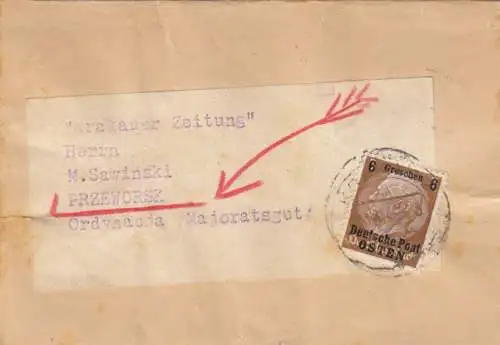 "Krakauer Zeitung"
Herrn
M.Sawinski
PRZEWORSK
Ordynacja (Majoratsgut)
6 Groschen 6
Deutsche Post
OSTEN